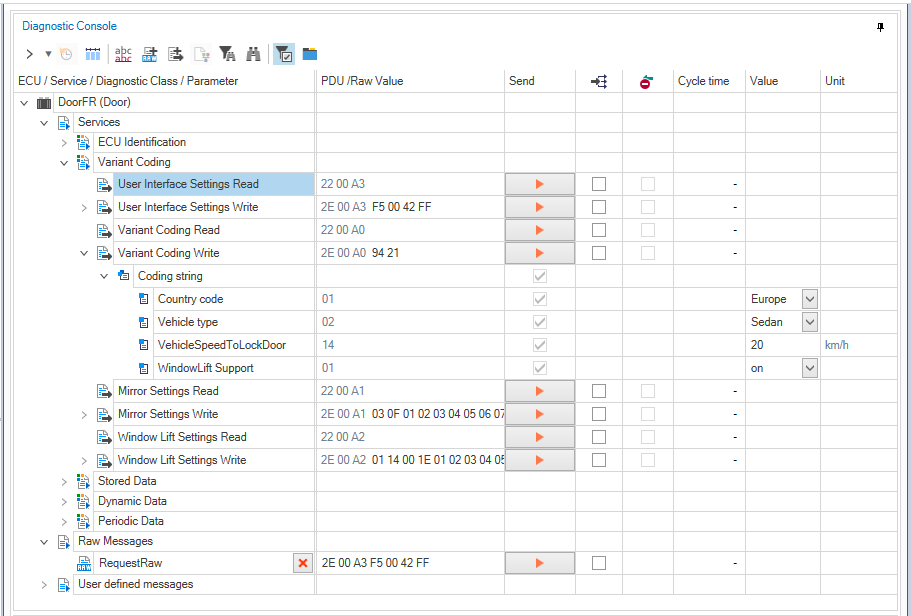 Diagnostic Console
abc
abc
RAW
ECU / Service / Diagnostic Class / Parameter PDU /Raw Value Send Cycle time Value Unit
DoorFR (Door)
Services
ECU Identification
Variant Coding
User Interface Settings Read 22 00 A3 -
User Interface Settings Write 2E 00 A3 F5 00 42 FF -
Variant Coding Read 22 00 A0 -
Variant Coding Write 2E 00 A0 94 21 -
Coding string
Country code 01 Europe
Vehicle type 02 Sedan
VehicleSpeedToLockDoor 14 20 km/h
WindowLift Support 01 on
Mirror Settings Read 22 00 A1 -
Mirror Settings Write 2E 00 A1 03 0F 01 02 03 04 05 06 07 -
Window Lift Settings Read 22 00 A2 -
Window Lift Settings Write 2E 00 A2 01 14 00 1E 01 02 03 04 05 -
Stored Data
Dynamic Data
Periodic Data
Raw Messages
RequestRaw 2E 00 A3 F5 00 42 FF -
User defined messages